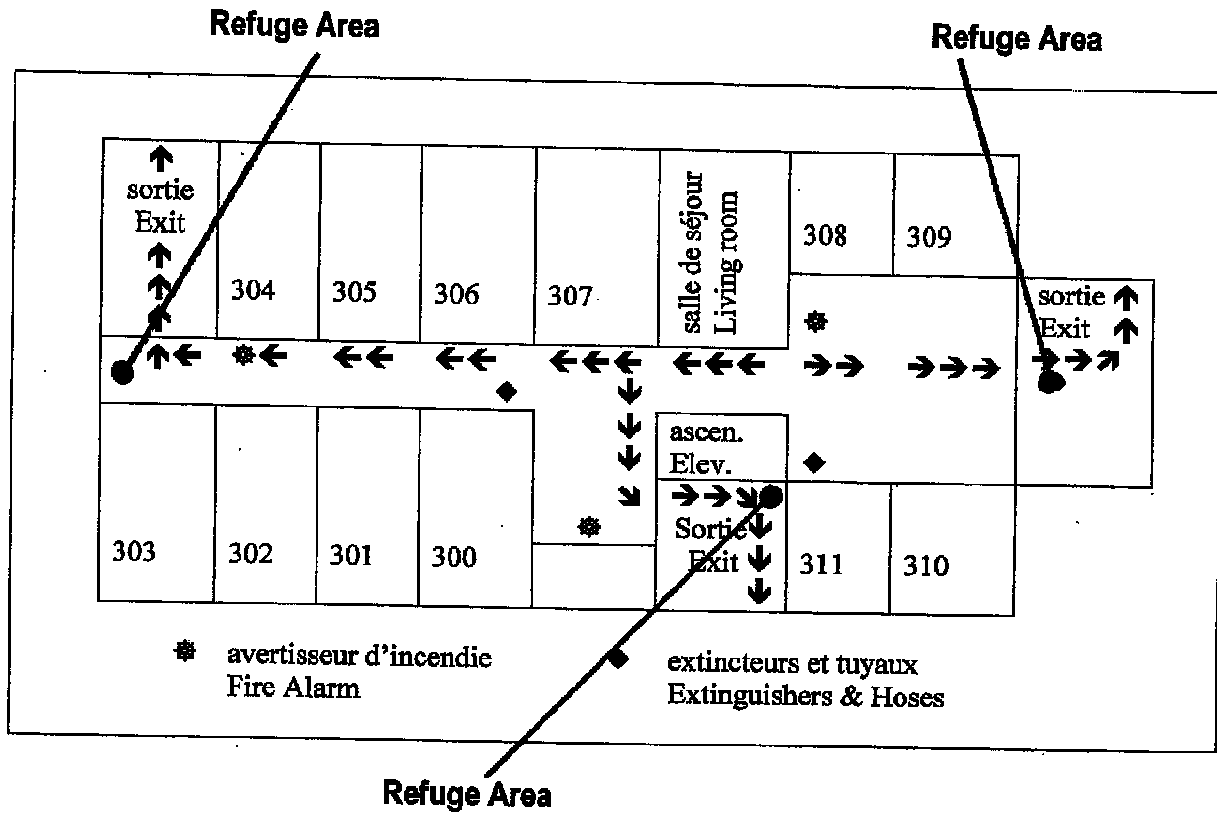 Refuge Area
Refuge Area
sortie
Exit
304
305
306
307
salle de séjour
Living room
308
309
sortie
Exit
ascen.
Elev.
303
302
301
300
Sortie
Exit
311
310
avertisseur d'incendie
Fire Alarm
extincteurs et tuyaux
Extinguishers & Hoses
Refuge Area